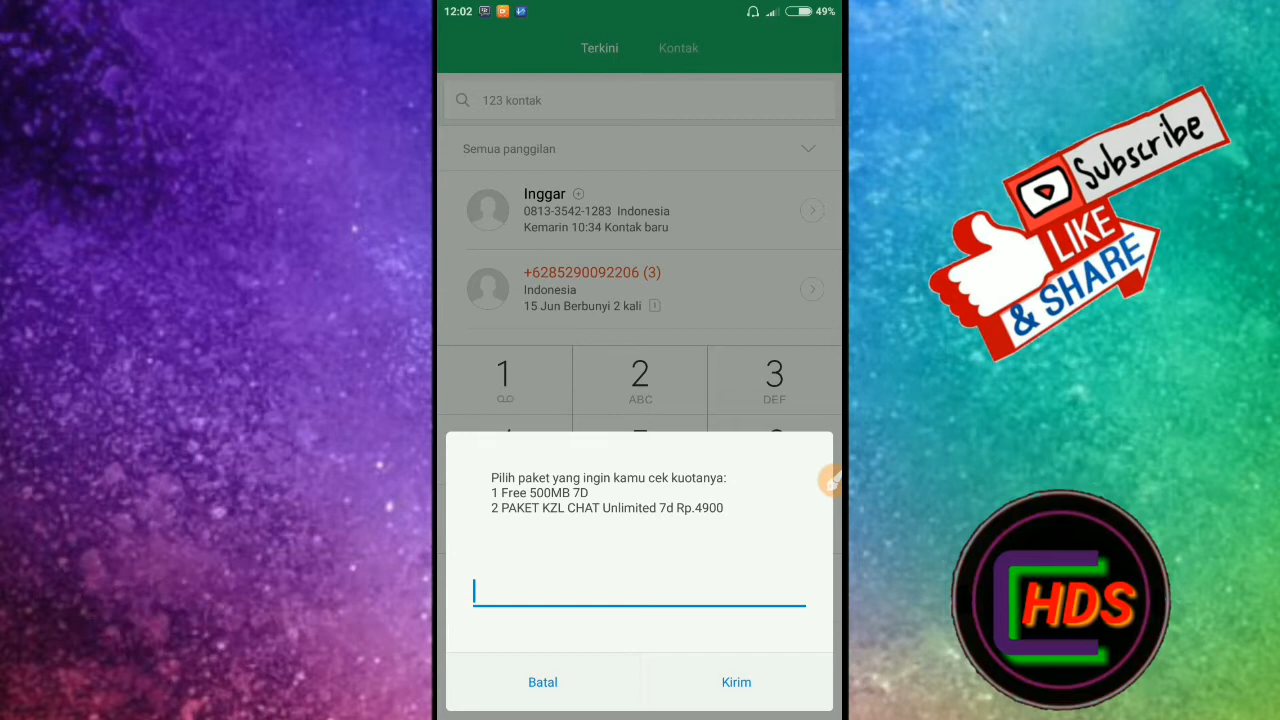 12:02
49%
Terkini Kontak
123 kontak
Semua panggilan
Inggar
0813-3542-1283 Indonesia
Kemarin 10:34 Kontak baru
+6285290092206 (3)
Indonesia
15 Jun Berbunyi 2 kali
1 2 3
ABC DEF
Pilih paket yang ingin kamu cek kuotanya:
1 Free 500MB 7D
2 PAKET KZL CHAT Unlimited 7d Rp.4900
Batal Kirim
Subscribe
LIKE
& SHARE
HDS